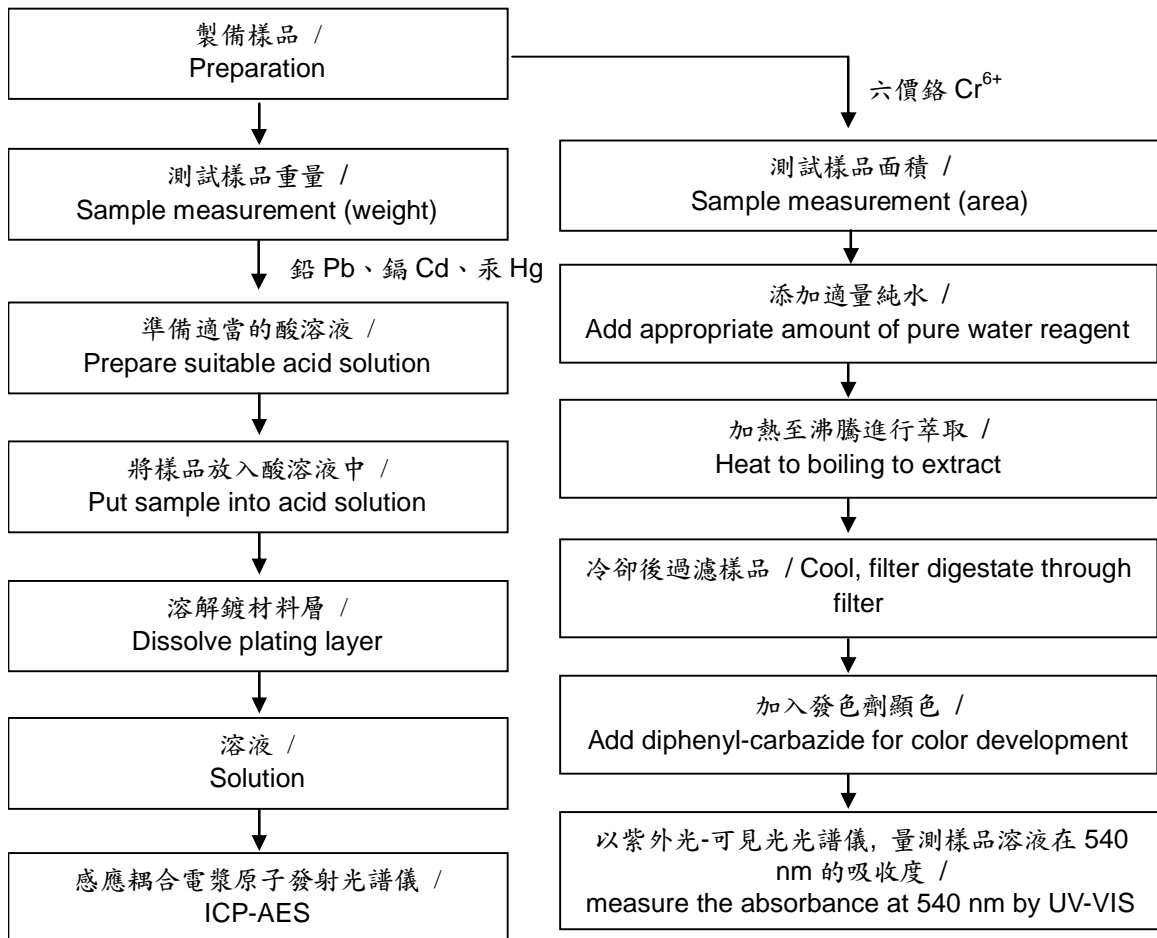 製備樣品 /
Preparation
六價鉻 Cr6+
測試樣品重量 /
Sample measurement (weight)
鉛 Pb、鎘 Cd、汞 Hg
準備適當的酸溶液 /
Prepare suitable acid solution
將樣品放入酸溶液中 /
Put sample into acid solution
溶解鍍材料層 /
Dissolve plating layer
溶液 /
Solution
感應耦合電漿原子發射光譜儀 /
ICP-AES
測試樣品面積 /
Sample measurement (area)
添加適量純水 /
Add appropriate amount of pure water reagent
加熱至沸騰進行萃取 /
Heat to boiling to extract
冷卻後過濾樣品 / Cool, filter digestate through
filter
加入發色劑顯色 /
Add diphenyl-carbazide for color development
以紫外光-可見光光譜儀, 量測樣品溶液在 540
nm 的吸收度 /
measure the absorbance at 540 nm by UV-VIS